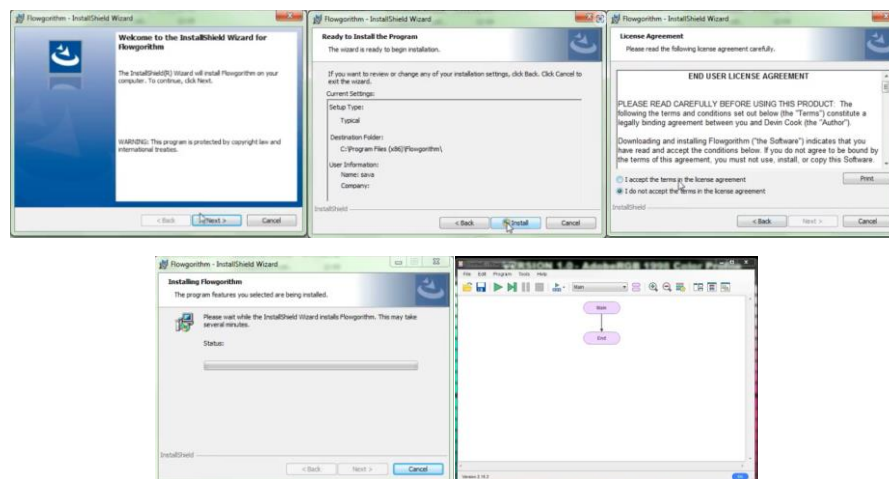 Flowgorithm - InstallShield Wizard
Welcome to the InstallShield Wizard for
Flowgorithm
The InstallShield(R) Wizard will install Flowgorithm on your
computer. To continue, click Next.
WARNING: This program is protected by copyright law and
international treaties.
< Back
Next >
Cancel
Flowgorithm - InstallShield Wizard
Ready to Install the Program
The wizard is ready to begin installation.
If you want to review or change any of your installation settings, click Back. Click Cancel to
exit the wizard.
Current Settings:
Setup Type:
Typical
Destination Folder:
C:\Program Files (x86)\Flowgorithm\
User Information:
Name: sava
Company:
InstallShield
< Back
Install
Cancel
Flowgorithm - InstallShield Wizard
License Agreement
Please read the following license agreement carefully.
END USER LICENSE AGREEMENT
PLEASE READ CAREFULLY BEFORE USING THIS PRODUCT: The
following the terms and conditions set out below (the "Terms") constitute a
legally binding agreement between you and Devin Cook (the "Author").
Downloading and installing Flowgorithm ("the Software") indicates that you
have read and accept the conditions below. If you do not agree to be bound by
the terms of this agreement, you must not use, install, or copy this Software.
I accept the terms in the license agreement
Print
I do not accept the terms in the license agreement
InstallShield
< Back
Next >
Cancel
Flowgorithm - InstallShield Wizard
Installing Flowgorithm
The program features you selected are being installed.
Please wait while the InstallShield Wizard installs Flowgorithm. This may take
several minutes.
Status:
InstallShield
< Back
Next >
Cancel
File Edit Program Tools Help
Main
Main
End